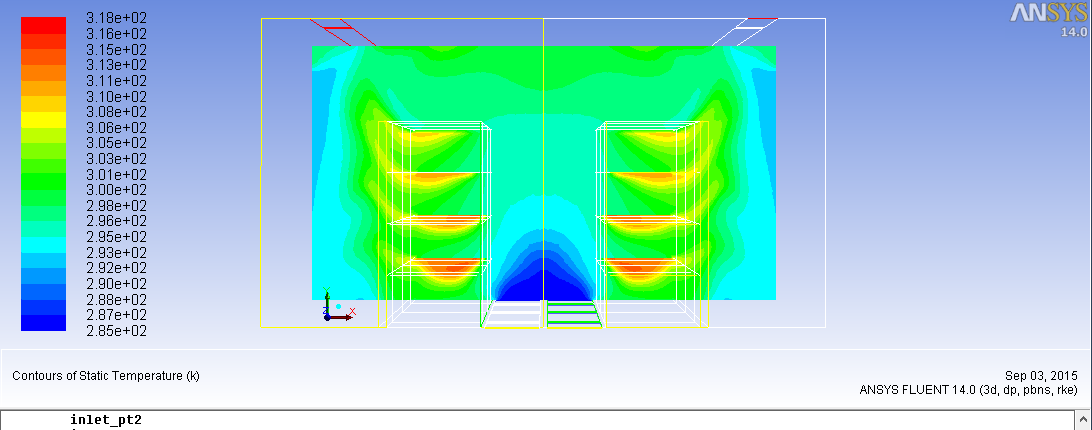 3.18e+02
3.16e+02
3.15e+02
3.13e+02
3.11e+02
3.10e+02
3.08e+02
3.06e+02
3.05e+02
3.03e+02
3.01e+02
3.00e+02
2.98e+02
2.96e+02
2.95e+02
2.93e+02
2.92e+02
2.90e+02
2.88e+02
2.87e+02
2.85e+02
ANSYS
14.0
Y
Z
X
Contours of Static Temperature (k)
Sep 03, 2015
ANSYS FLUENT 14.0 (3d, dp, pbns, rke)
inlet_pt2